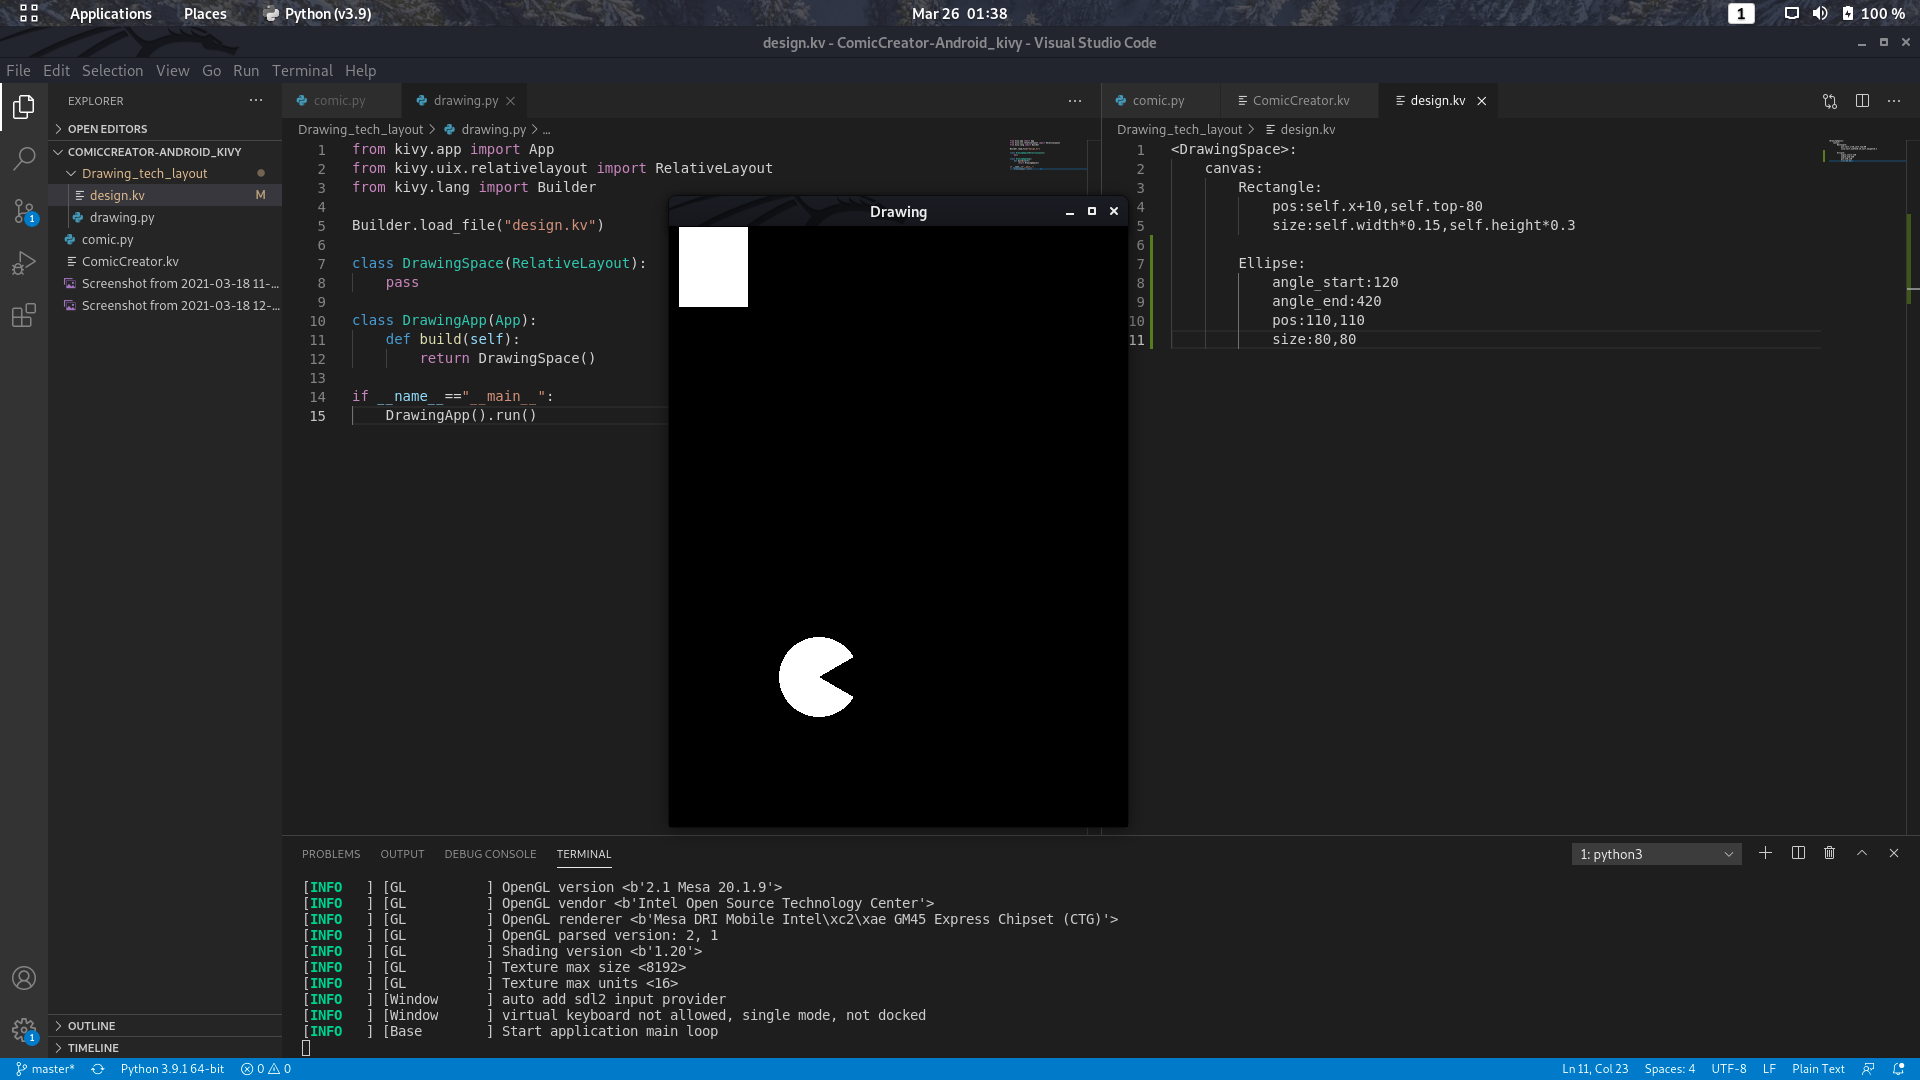 Applications Places Python (v3.9) Mar 26 01:38 1 100 %
design.kv - ComicCreator-Android_kivy - Visual Studio Code
File Edit Selection View Go Run Terminal Help
EXPLORER
OPEN EDITORS
COMICCREATOR-ANDROID_KIVY
Drawing_tech_layout
design.kv M
drawing.py
comic.py
ComicCreator.kv
Screenshot from 2021-03-18 11-...
Screenshot from 2021-03-18 12-...
OUTLINE
TIMELINE
1
1
comic.py drawing.py
Drawing_tech_layout > drawing.py > ...
1 from kivy.app import App
2 from kivy.uix.relativelayout import RelativeLayout
3 from kivy.lang import Builder
4
5 Builder.load_file("design.kv")
6
7 class DrawingSpace(RelativeLayout):
8 pass
9
10 class DrawingApp(App):
11 def build(self):
12 return DrawingSpace()
13
14 if __name__=="__main__":
15 DrawingApp().run()
Drawing
comic.py ComicCreator.kv design.kv
Drawing_tech_layout > design.kv
1 <DrawingSpace>:
2 canvas:
3 Rectangle:
4 pos:self.x+10,self.top-80
5 size:self.width*0.15,self.height*0.3
6
7 Ellipse:
8 angle_start:120
9 angle_end:420
10 pos:110,110
11 size:80,80
PROBLEMS OUTPUT DEBUG CONSOLE TERMINAL 1: python3
[INFO ] [GL ] OpenGL version <b'2.1 Mesa 20.1.9'>
[INFO ] [GL ] OpenGL vendor <b'Intel Open Source Technology Center'>
[INFO ] [GL ] OpenGL renderer <b'Mesa DRI Mobile Intel\xc2\xae GM45 Express Chipset (CTG)'>
[INFO ] [GL ] OpenGL parsed version: 2, 1
[INFO ] [GL ] Shading version <b'1.20'>
[INFO ] [GL ] Texture max size <8192>
[INFO ] [GL ] Texture max units <16>
[INFO ] [Window ] auto add sdl2 input provider
[INFO ] [Window ] virtual keyboard not allowed, single mode, not docked
[INFO ] [Base ] Start application main loop
master* Python 3.9.1 64-bit 0 0 Ln 11, Col 23 Spaces: 4 UTF-8 LF Plain Text